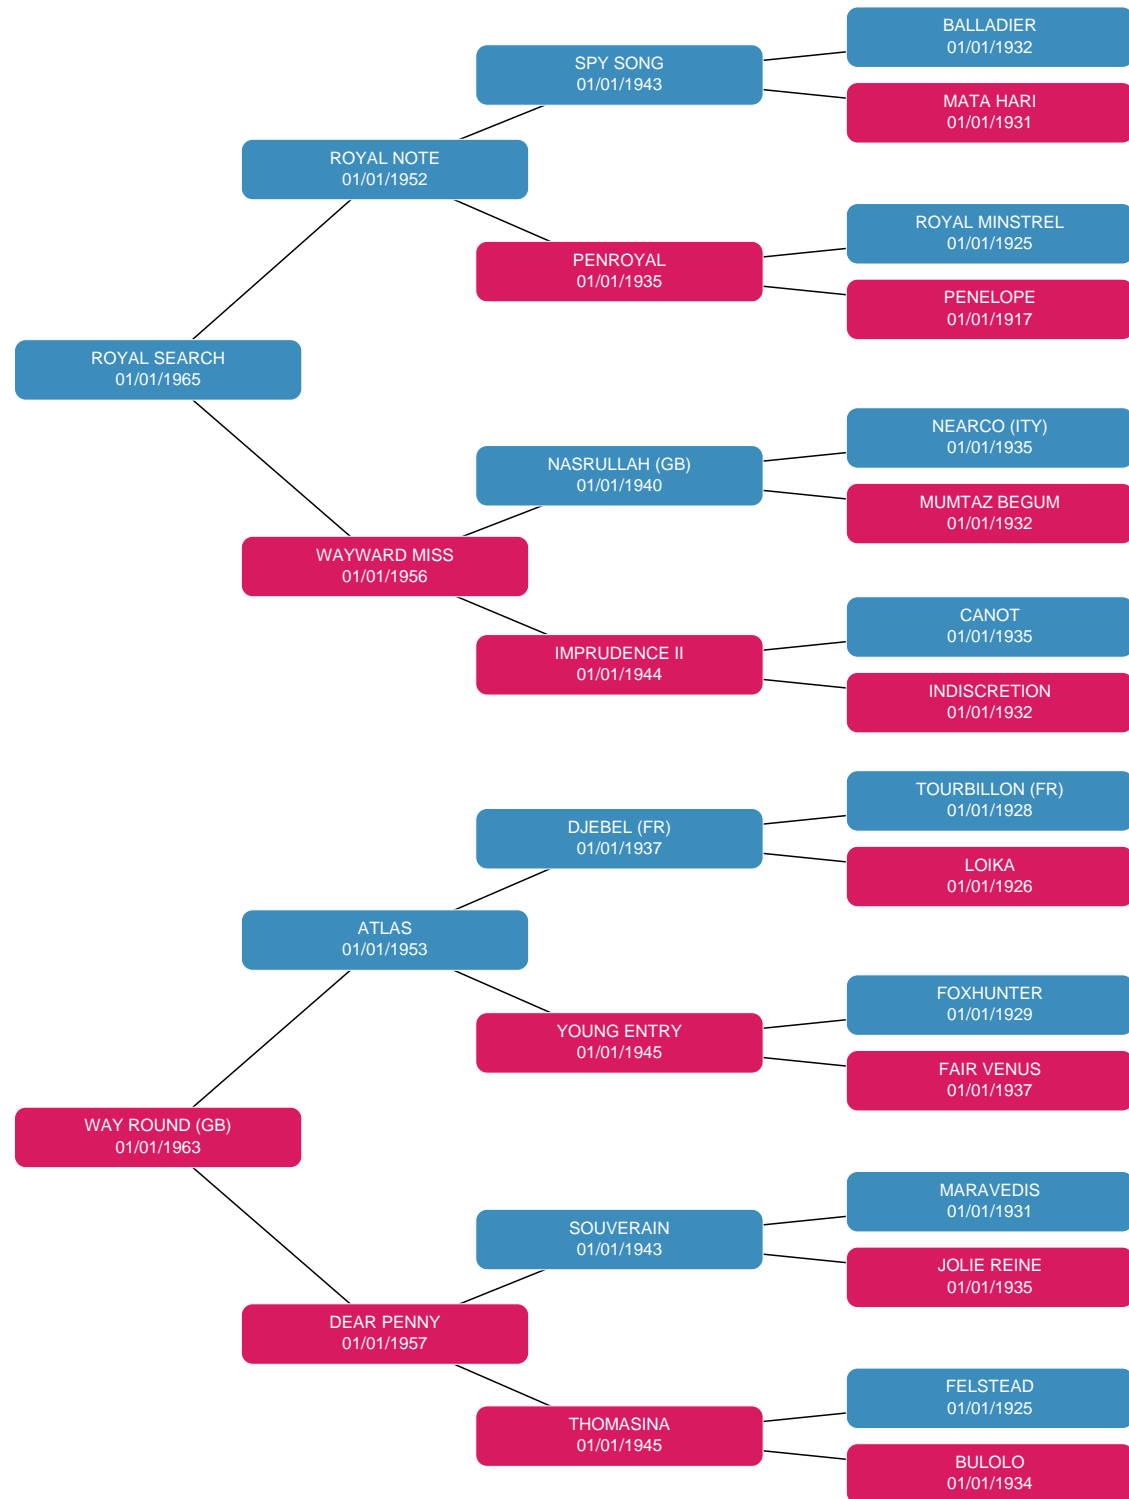 BALLADIER
01/01/1932
SPY SONG
01/01/1943
MATA HARI
01/01/1931
ROYAL NOTE
01/01/1952
ROYAL MINSTREL
01/01/1925
PENROYAL
01/01/1935
PENELOPE
01/01/1917
ROYAL SEARCH
01/01/1965
NEARCO (ITY)
01/01/1935
NASRULLAH (GB)
01/01/1940
MUMTAZ BEGUM
01/01/1932
WAYWARD MISS
01/01/1956
CANOT
01/01/1935
IMPRUDENCE II
01/01/1944
INDISCRETION
01/01/1932
TOURBILLON (FR)
01/01/1928
DJEBEL (FR)
01/01/1937
LOIKA
01/01/1926
ATLAS
01/01/1953
FOXHUNTER
01/01/1929
YOUNG ENTRY
01/01/1945
FAIR VENUS
01/01/1937
WAY ROUND (GB)
01/01/1963
MARAVEDIS
01/01/1931
SOUVERAIN
01/01/1943
JOLIE REINE
01/01/1935
DEAR PENNY
01/01/1957
FELSTEAD
01/01/1925
THOMASINA
01/01/1945
BULOLO
01/01/1934